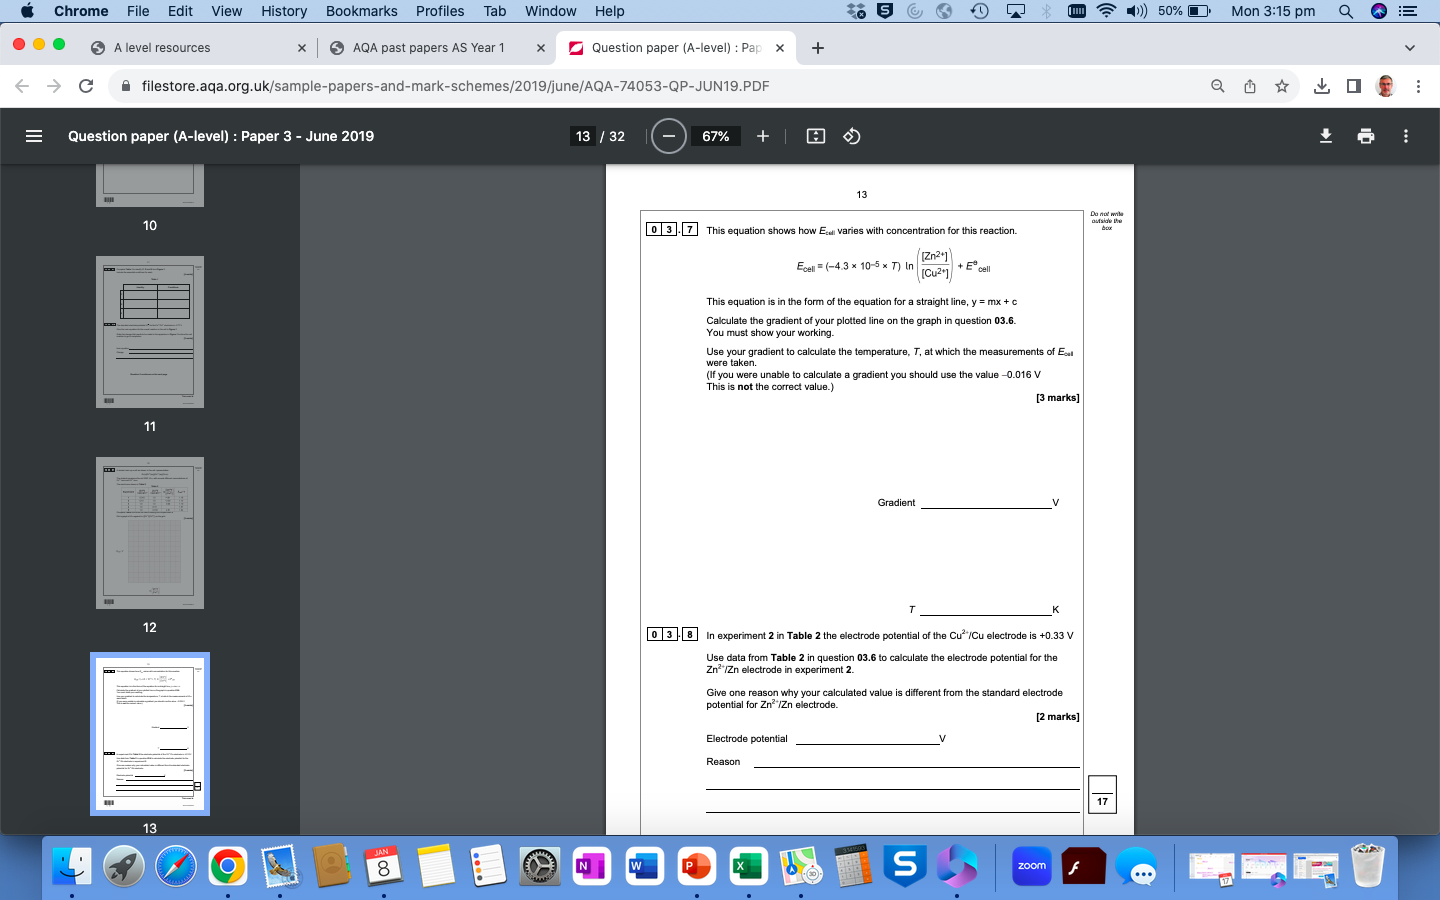 Chrome File Edit View History Bookmarks Profiles Tab Window Help 50% Mon 3:15 pm
A level resources
AQA past papers AS Year 1
Question paper (A-level) : Pap
filestore.aqa.org.uk/sample-papers-and-mark-schemes/2019/june/AQA-74053-QP-JUN19.PDF
Question paper (A-level) : Paper 3 - June 2019
13 / 32
67%
10
11
12
13
13
Do not write
outside the
box
0 3 . 7 This equation shows how Ecell varies with concentration for this reaction.
Ecell = (−4.3 × 10–5 × T) ln ([Zn2+]/[Cu2+]) + E⦵cell
This equation is in the form of the equation for a straight line, y = mx + c
Calculate the gradient of your plotted line on the graph in question 03.6.
You must show your working.
Use your gradient to calculate the temperature, T, at which the measurements of Ecell
were taken.
(If you were unable to calculate a gradient you should use the value –0.016 V
This is not the correct value.)
[3 marks]
Gradient V
T K
0 3 . 8 In experiment 2 in Table 2 the electrode potential of the Cu2+/Cu electrode is +0.33 V
Use data from Table 2 in question 03.6 to calculate the electrode potential for the
Zn2+/Zn electrode in experiment 2.
Give one reason why your calculated value is different from the standard electrode
potential for Zn2+/Zn electrode.
[2 marks]
Electrode potential V
Reason
17
JAN
8
zoom
17